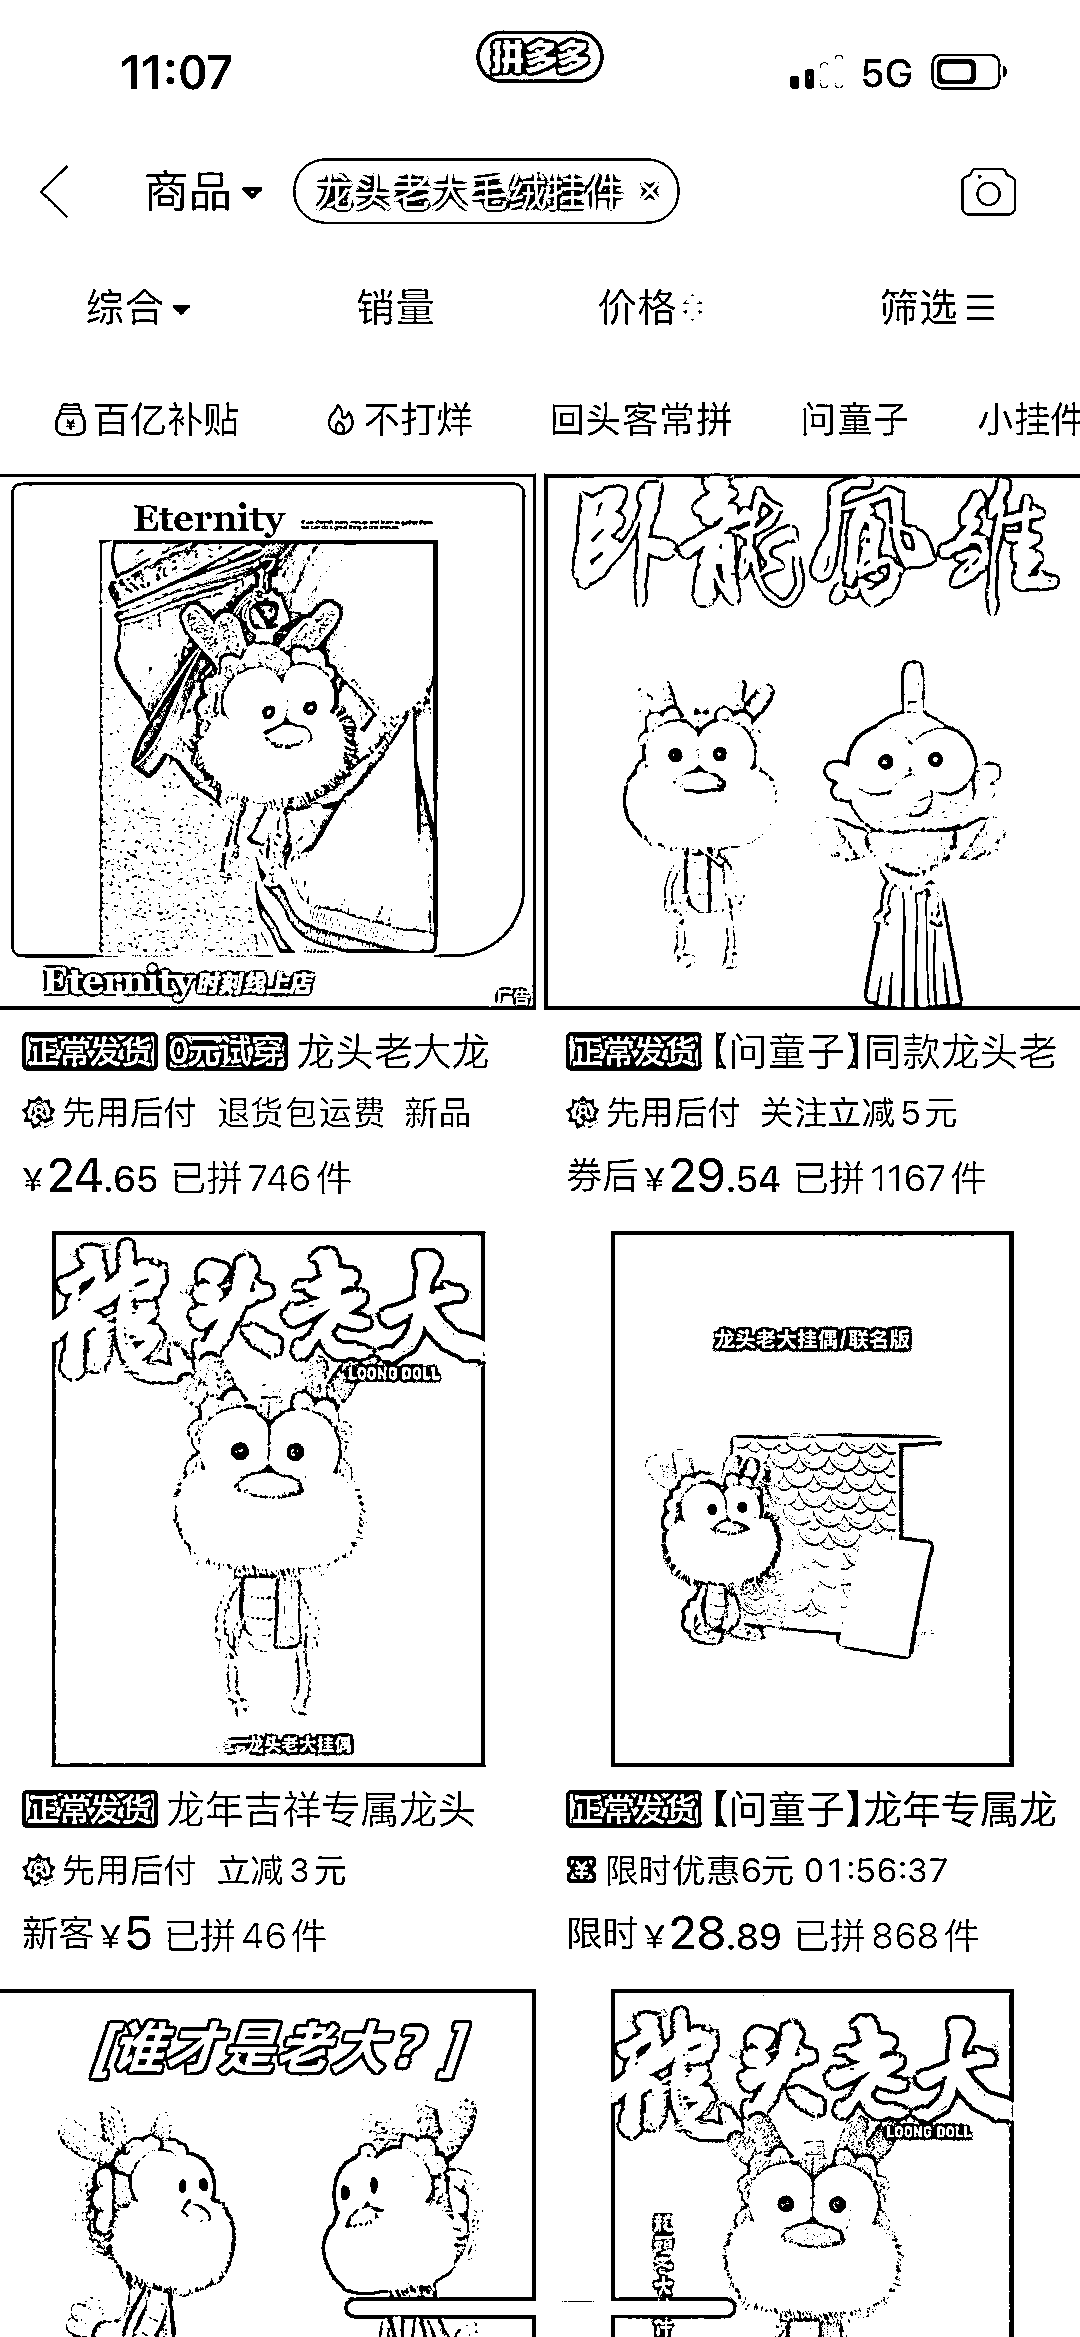 11:07
拼多多
5G
商品
龙头老大毛绒挂件
综合 销量 价格 筛选
百亿补贴 不打烊 回头客常拼 问童子 小挂件
Eternity
卧龍鳳雏
Eternity时刻线上店
广告
正常发货 0元试穿 龙头老大龙
先用后付 退货包运费 新品
¥24.65 已拼746件
正常发货【问童子】同款龙头老
先用后付 关注立减5元
券后¥29.54 已拼1167件
龍头老大
LOONG DOLL
龙头老大挂偶
龙头老大挂偶/联名版
正常发货 龙年吉祥专属龙头
先用后付 立减3元
新客¥5 已拼46件
正常发货【问童子】龙年专属龙
限时优惠6元 01:56:37
限时¥28.89 已拼868件
[谁才是老大?]
龍头老大
LOONG DOLL